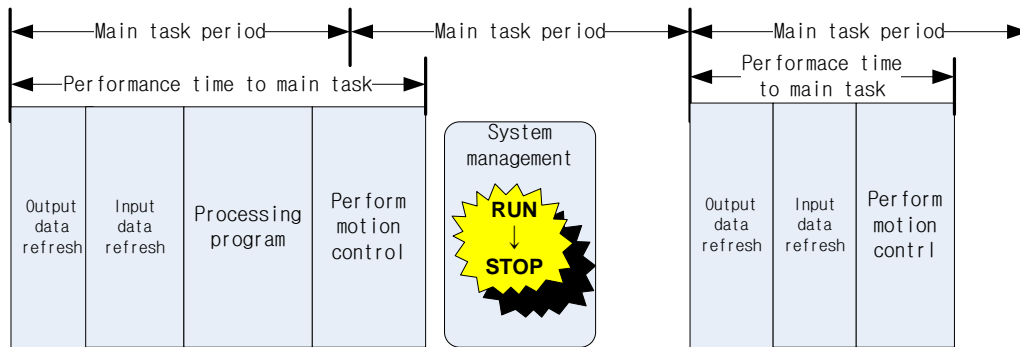 Main task period
Main task period
Main task period
Performance time to main task
Performace time
to main task
Output
data
refresh
Input
data
refresh
Processing
program
Perform
motion
control
System
management
RUN
↓
STOP
Output
data
refresh
Input
data
refresh
Perform
motion
contrl